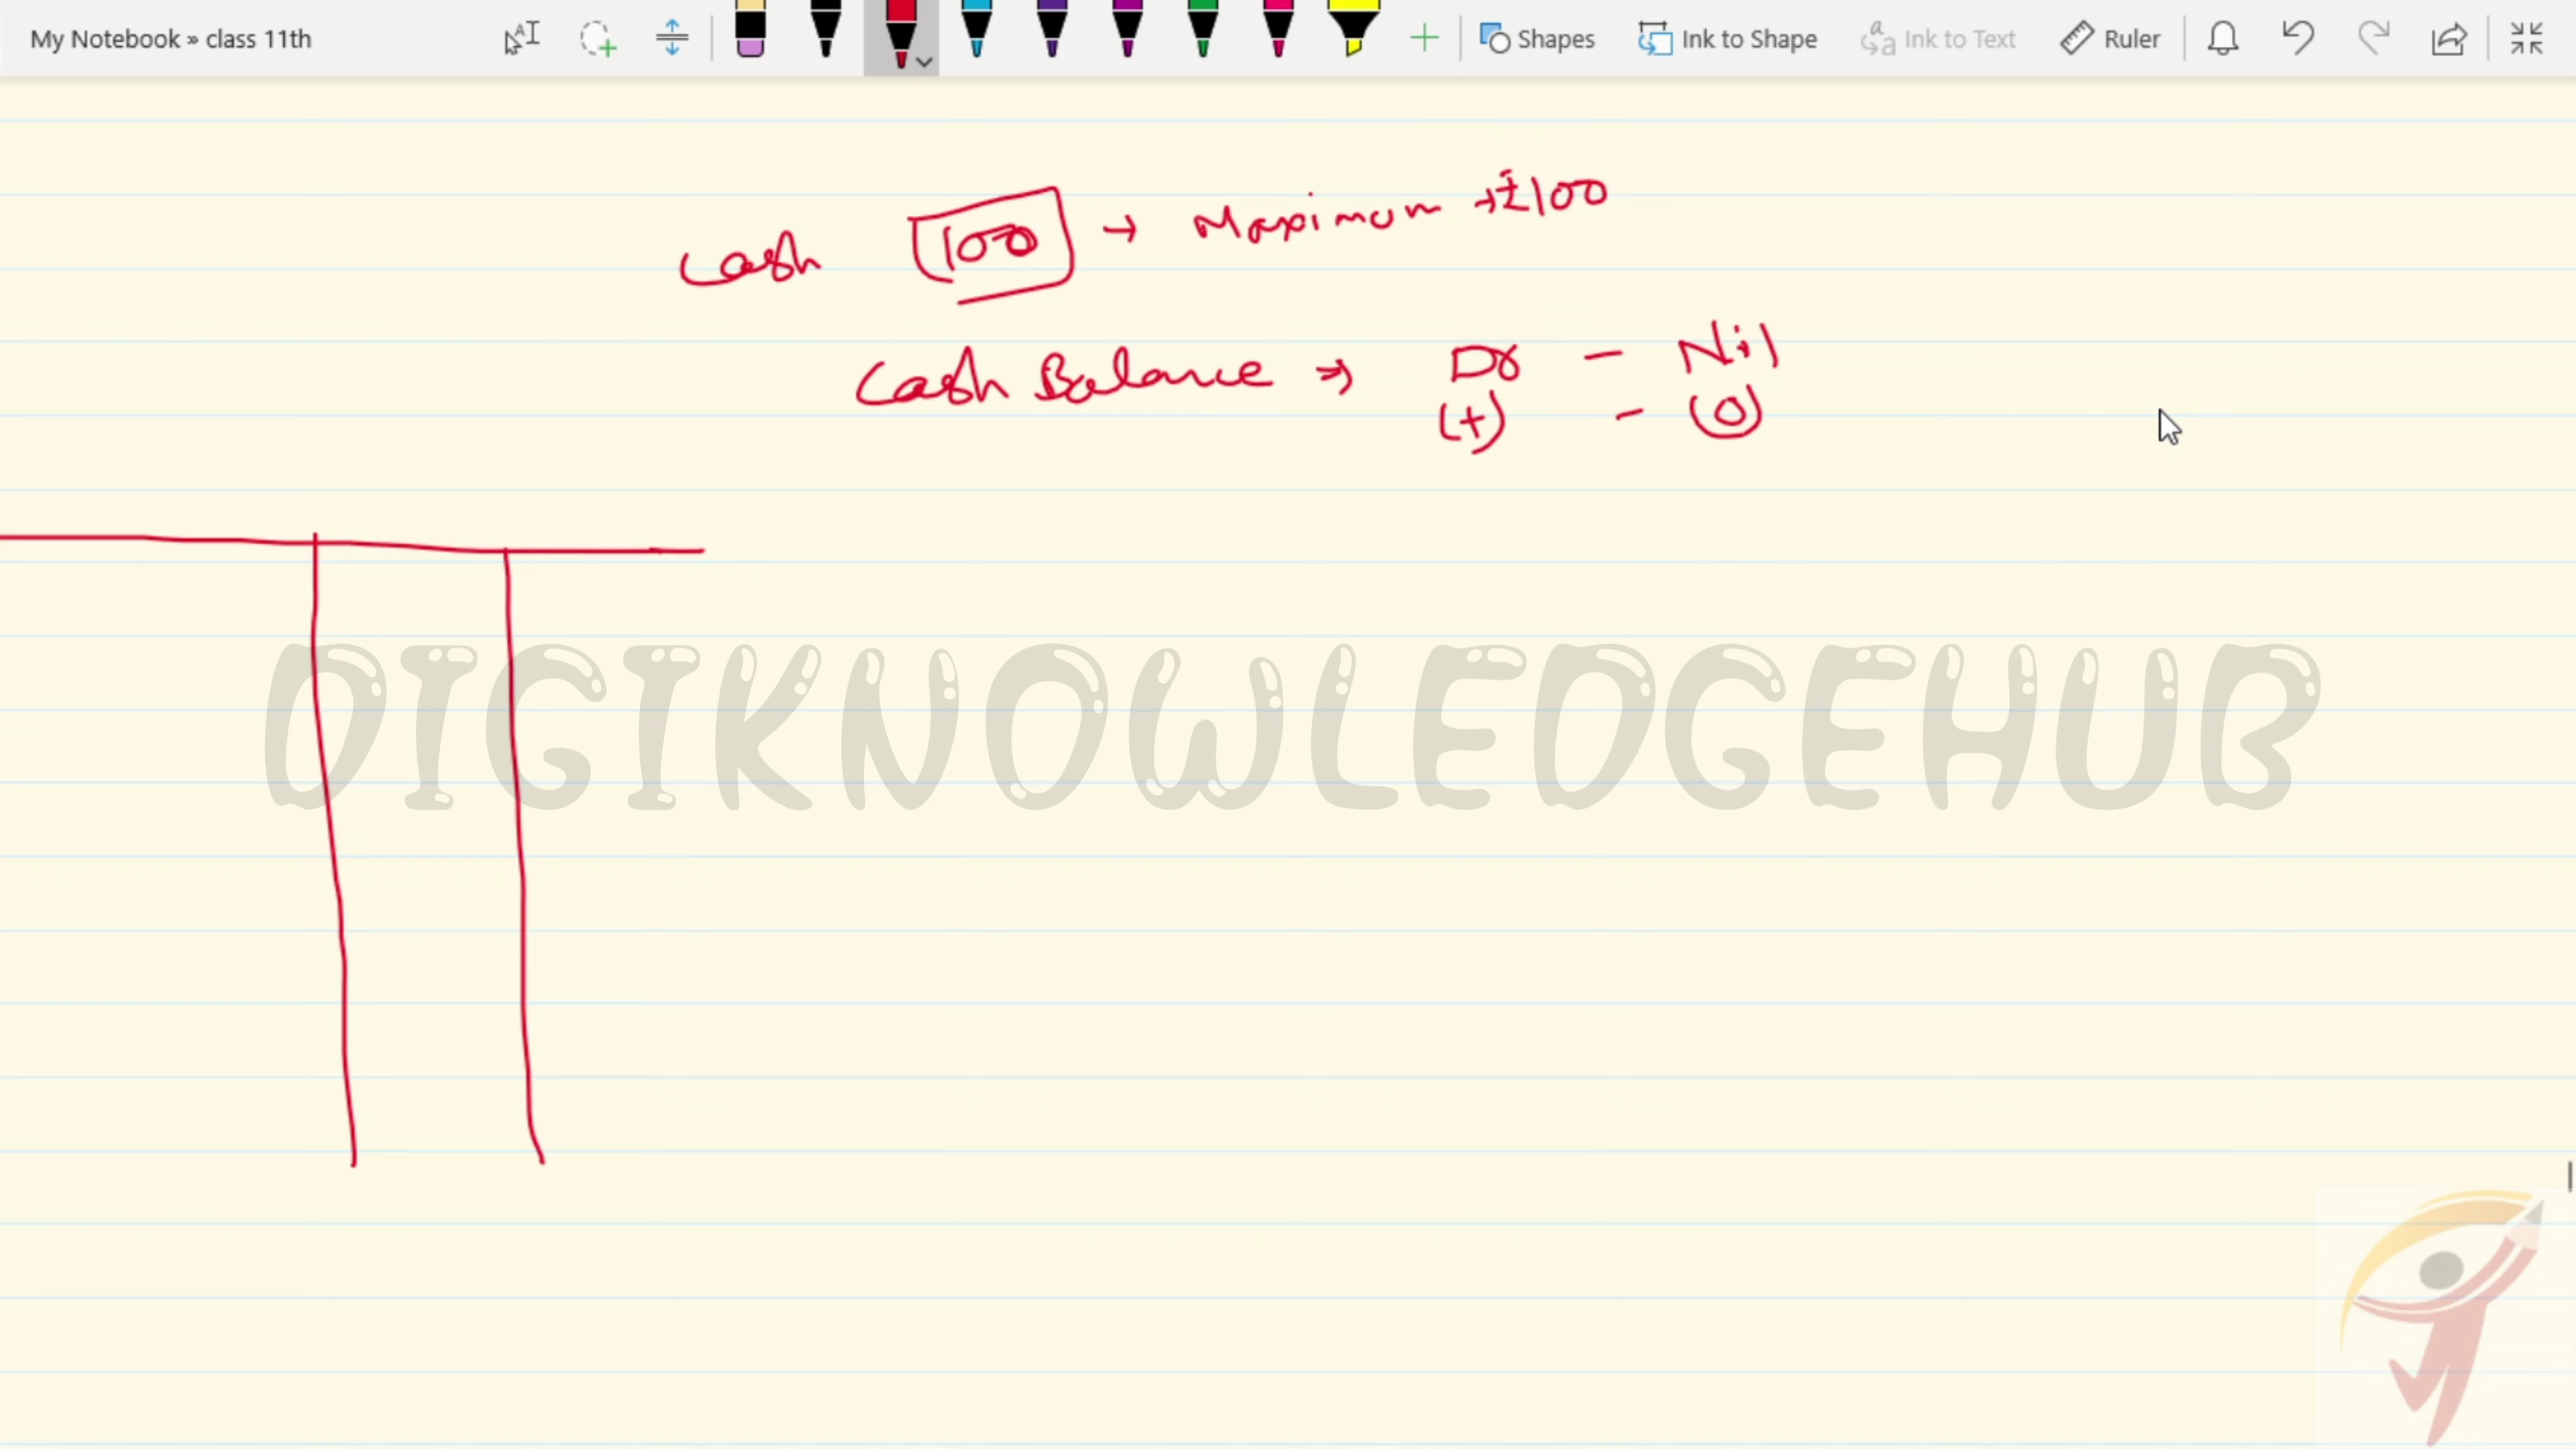 My Notebook » class 11th
Shapes
Ink to Shape
Ink to Text
Ruler
Cash 100 → Maximum → ₹100
Cash Balance → Dr - Nil
(+) - (0)
DIGIKNOWLEDGEHUB